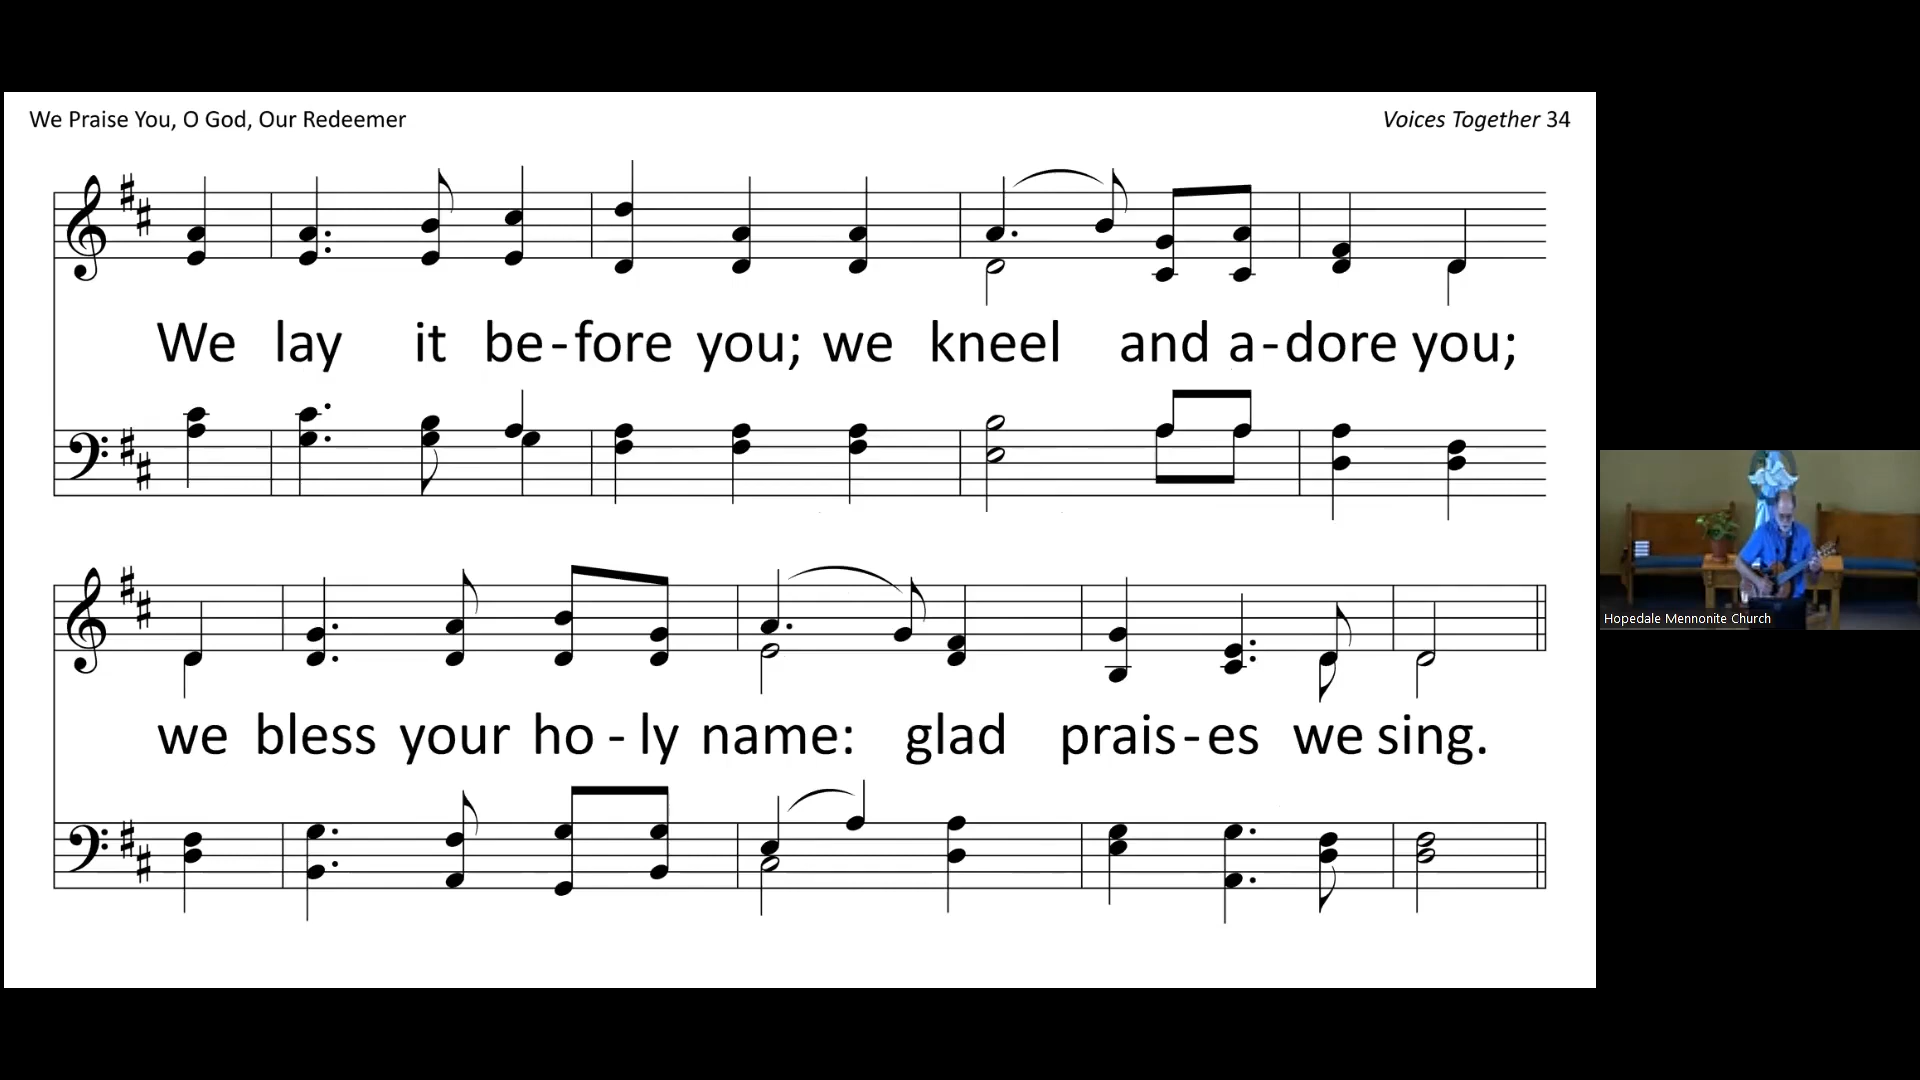 We Praise You, O God, Our Redeemer
Voices Together 34
We lay it be-fore you; we kneel and a-dore you;
we bless your ho - ly name: glad prais-es we sing.
Hopedale Mennonite Church